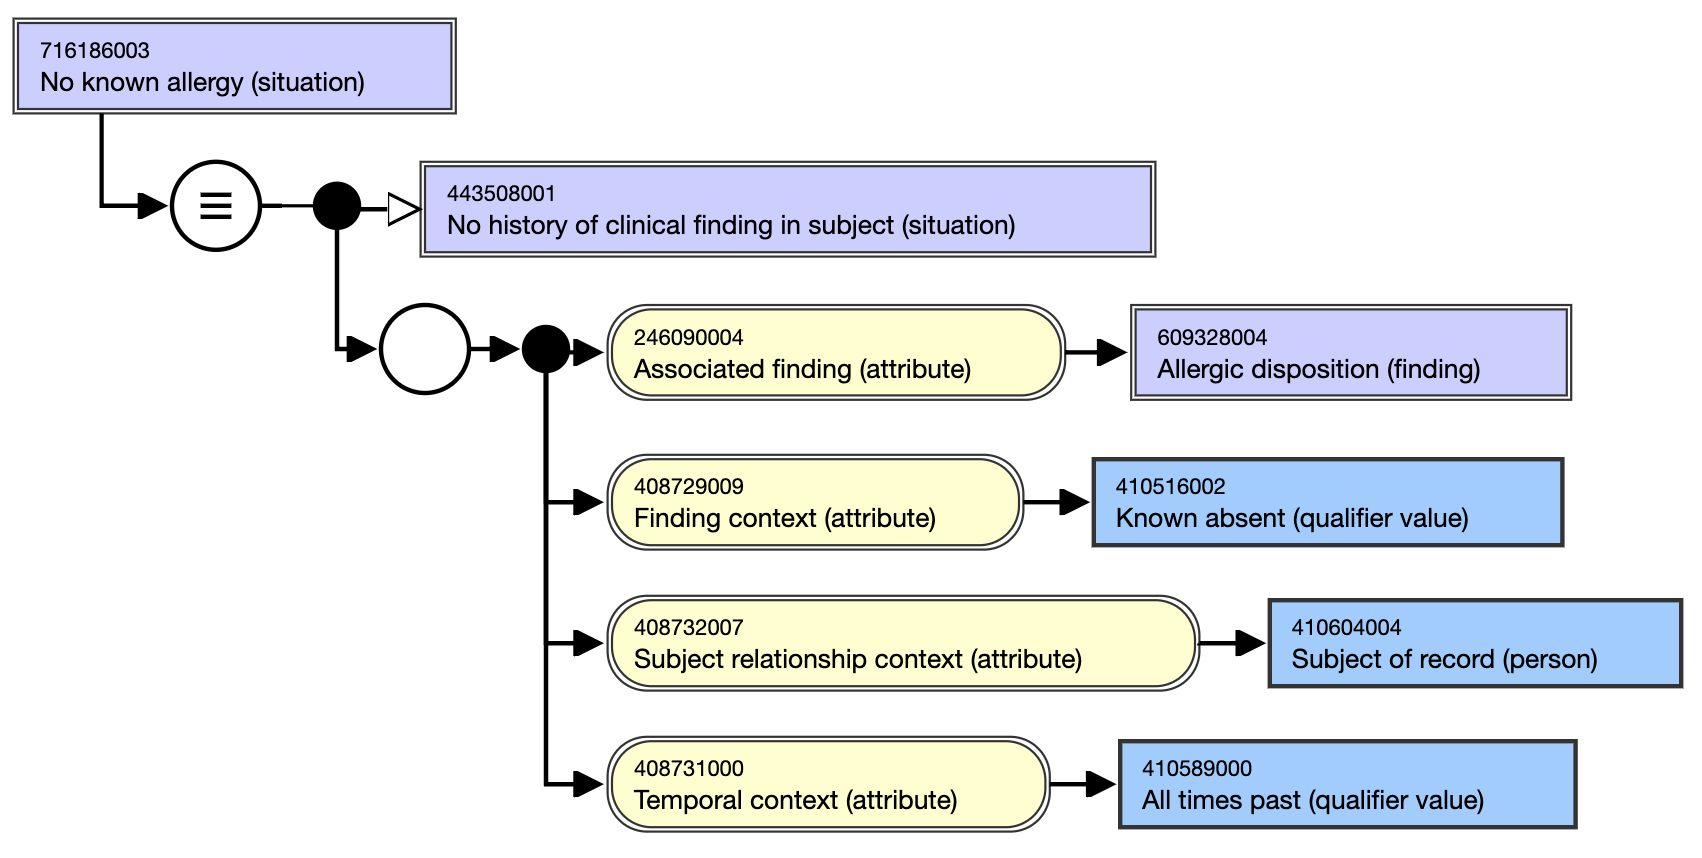 716186003
No known allergy (situation)
443508001
No history of clinical finding in subject (situation)
246090004
Associated finding (attribute)
609328004
Allergic disposition (finding)
408729009
Finding context (attribute)
410516002
Known absent (qualifier value)
408732007
Subject relationship context (attribute)
410604004
Subject of record (person)
408731000
Temporal context (attribute)
410589000
All times past (qualifier value)